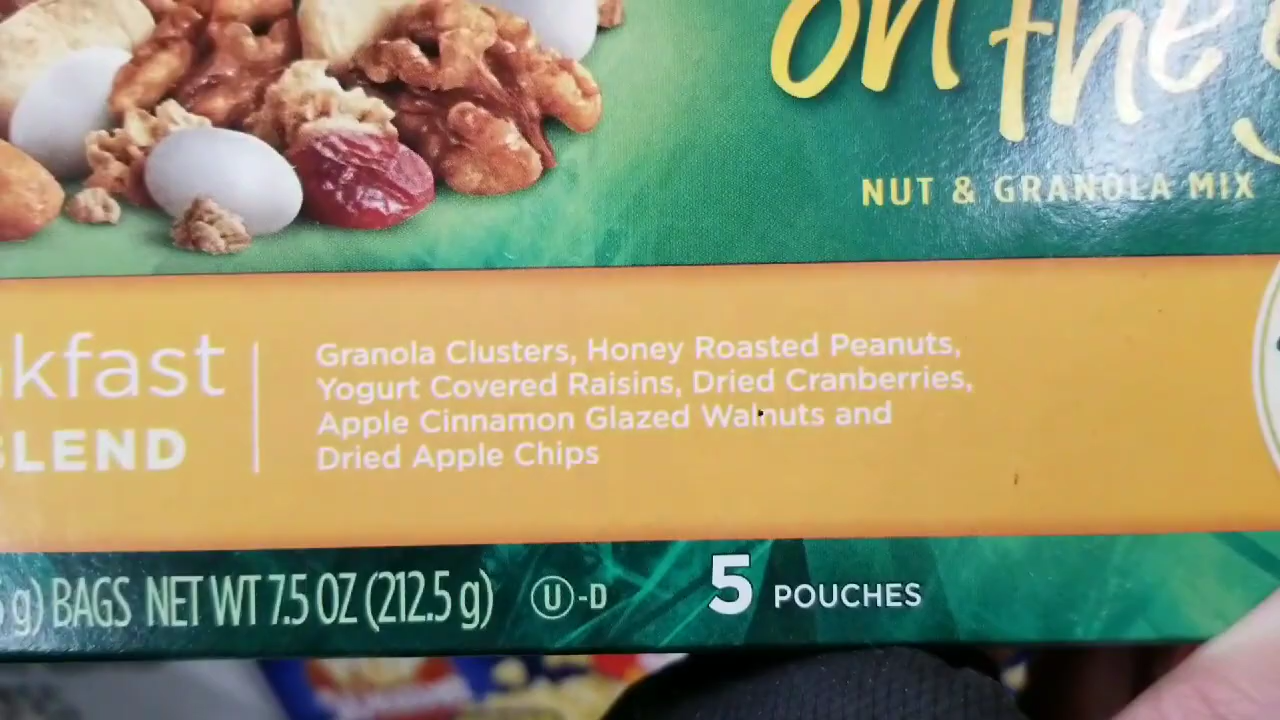 on the
NUT & GRANOLA MIX
kfast
LEND
Granola Clusters, Honey Roasted Peanuts,
Yogurt Covered Raisins, Dried Cranberries,
Apple Cinnamon Glazed Walnuts and
Dried Apple Chips
g) BAGS NET WT 7.5 OZ (212.5 g) U-D 5 POUCHES